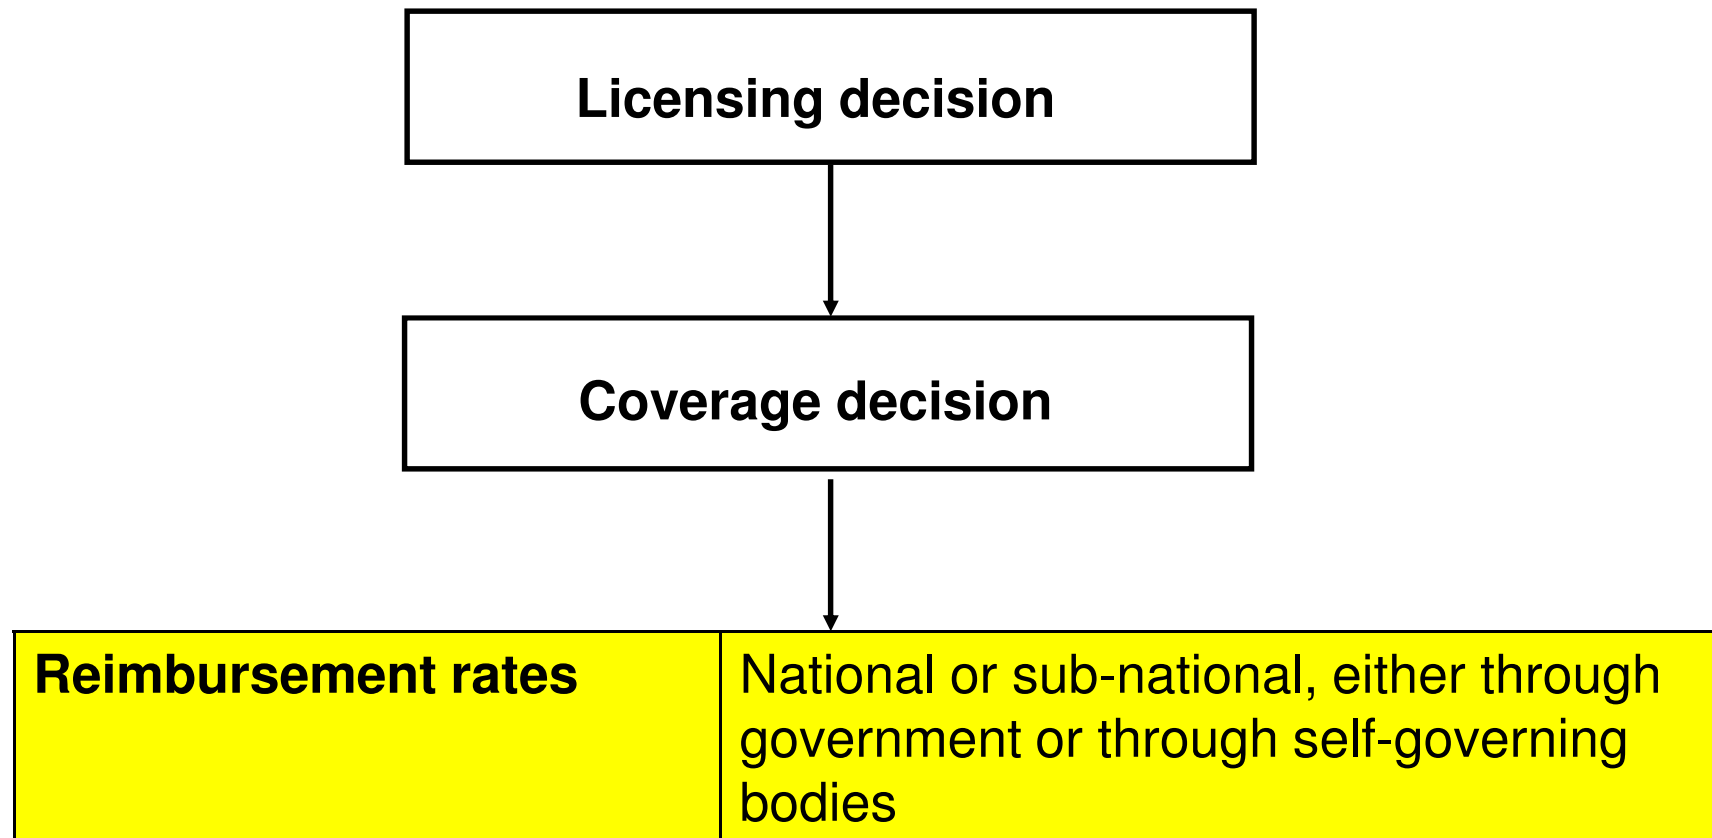 Licensing decision
Coverage decision
Reimbursement rates
National or sub-national, either through
government or through self-governing
bodies